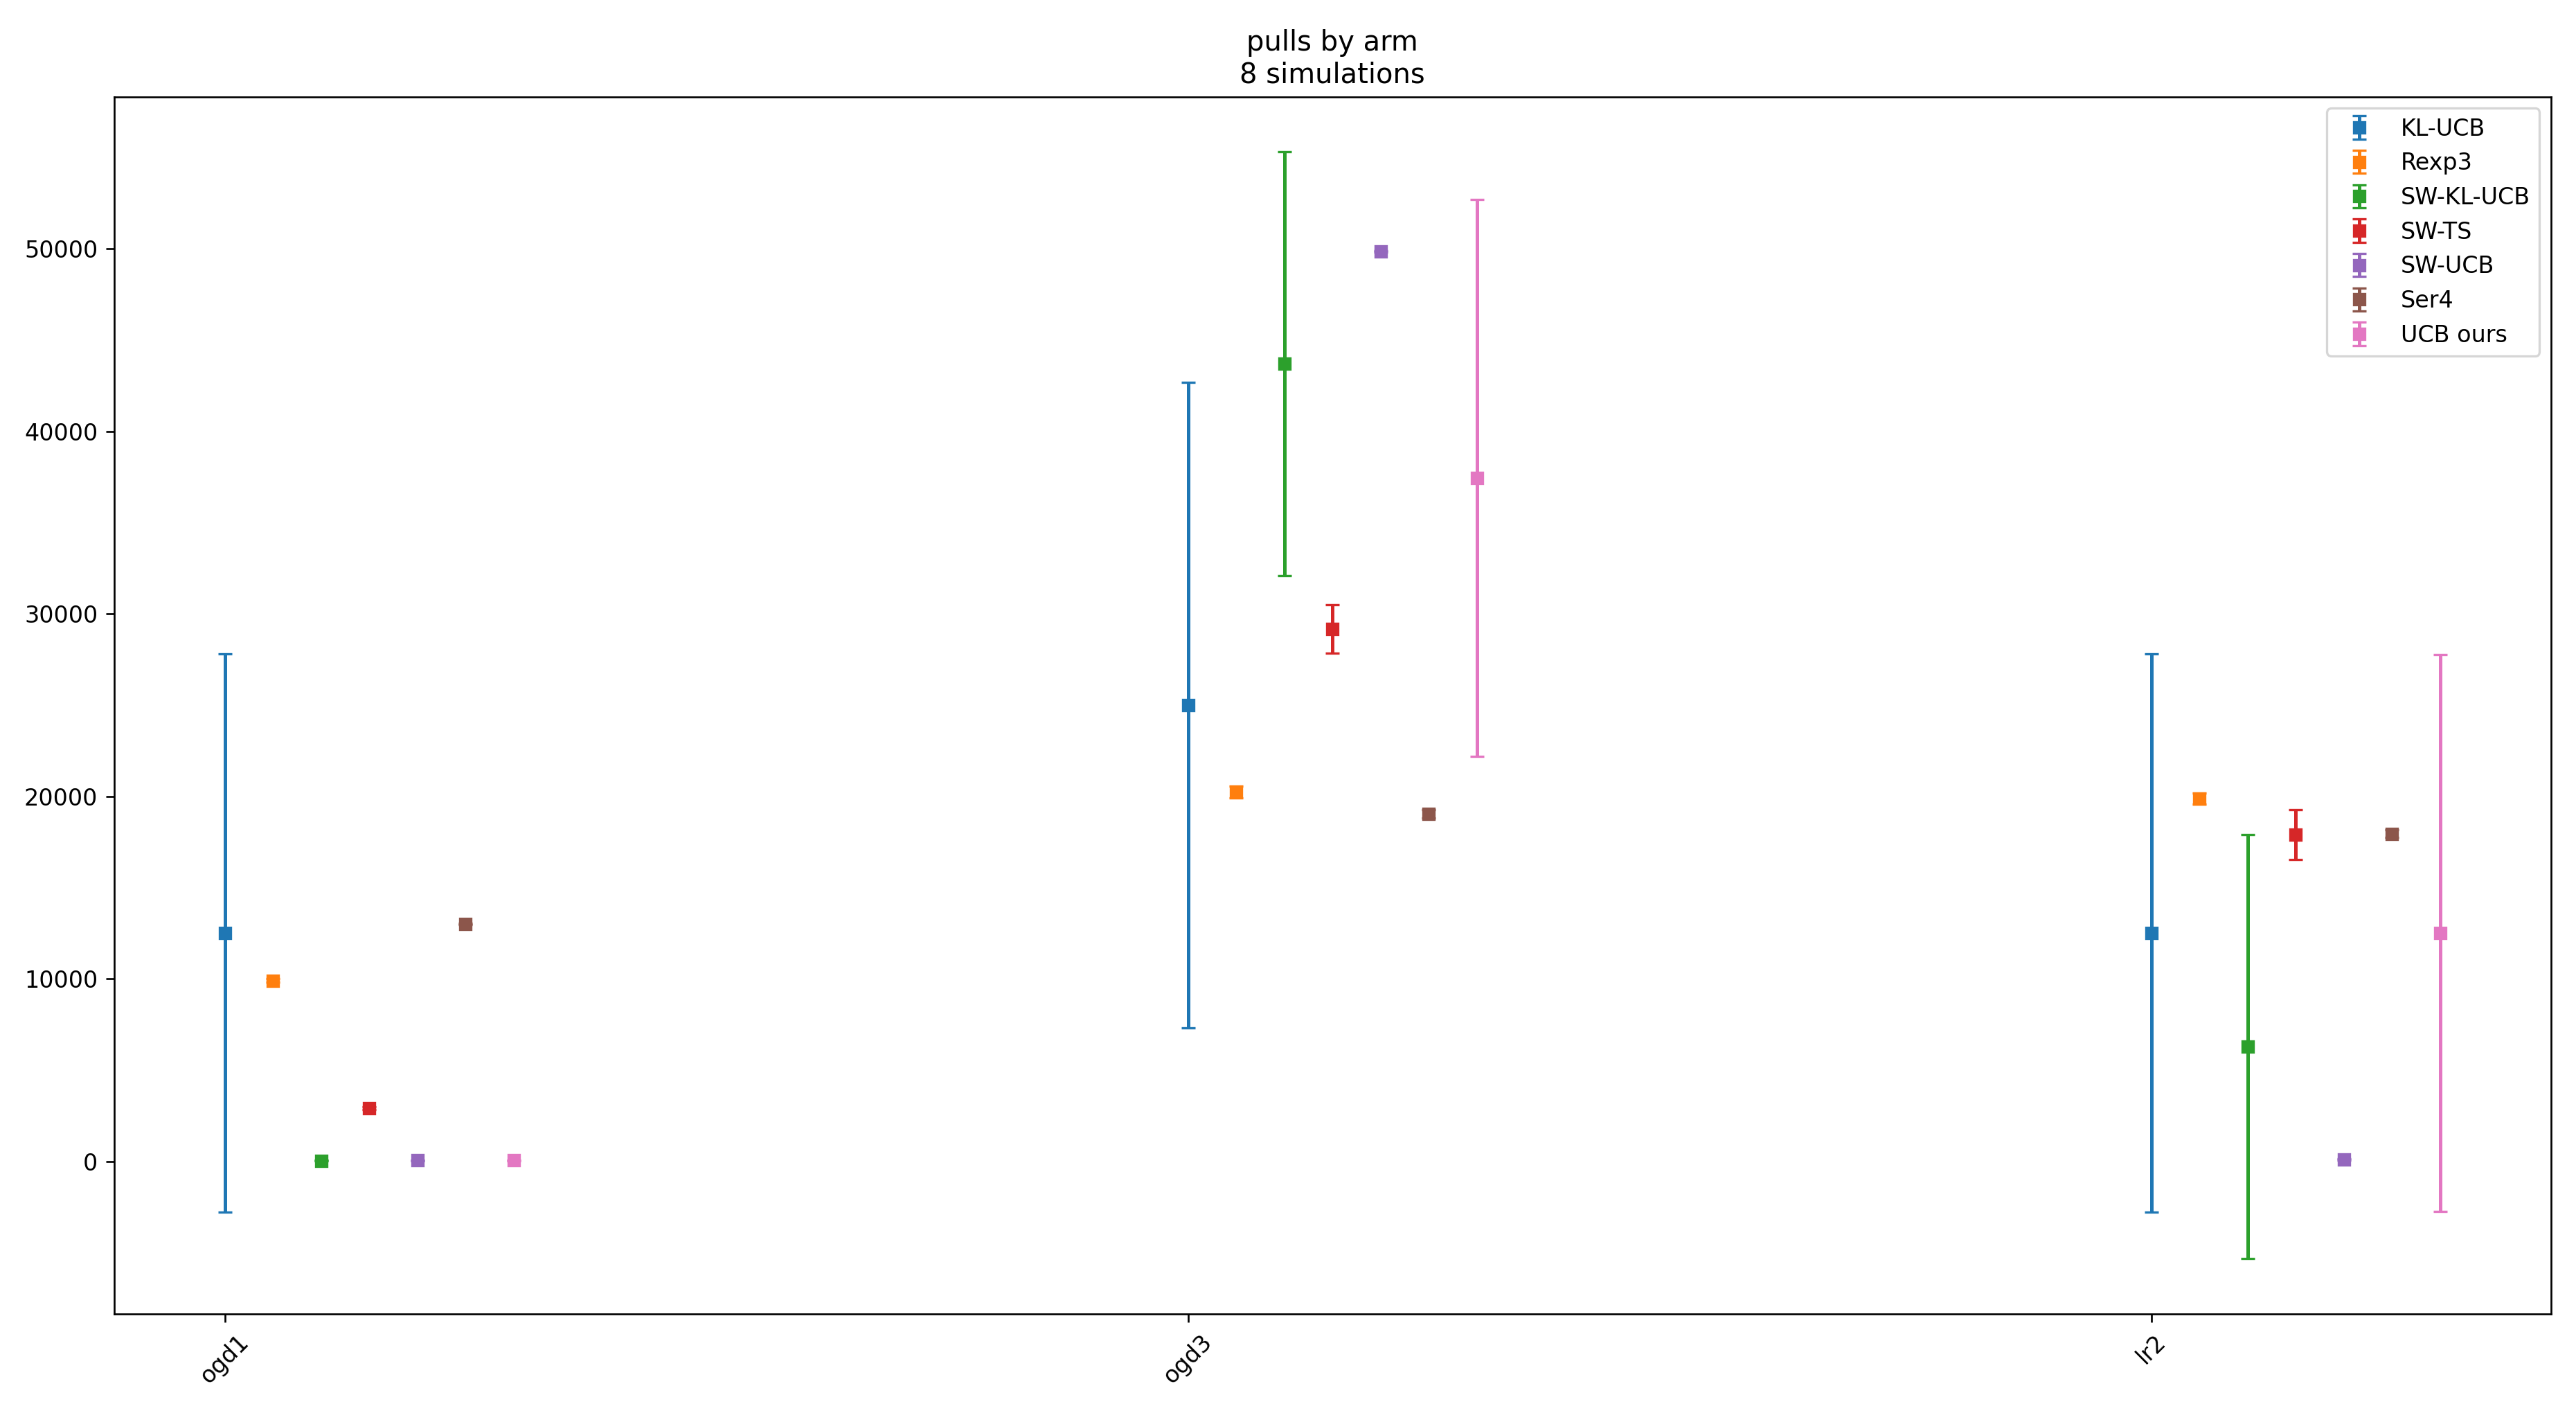 pulls by arm
8 simulations
KL-UCB
Rexp3
SW-KL-UCB
SW-TS
SW-UCB
Ser4
UCB ours
50000
40000
30000
20000
10000
0
ogd1
ogd3
lr2